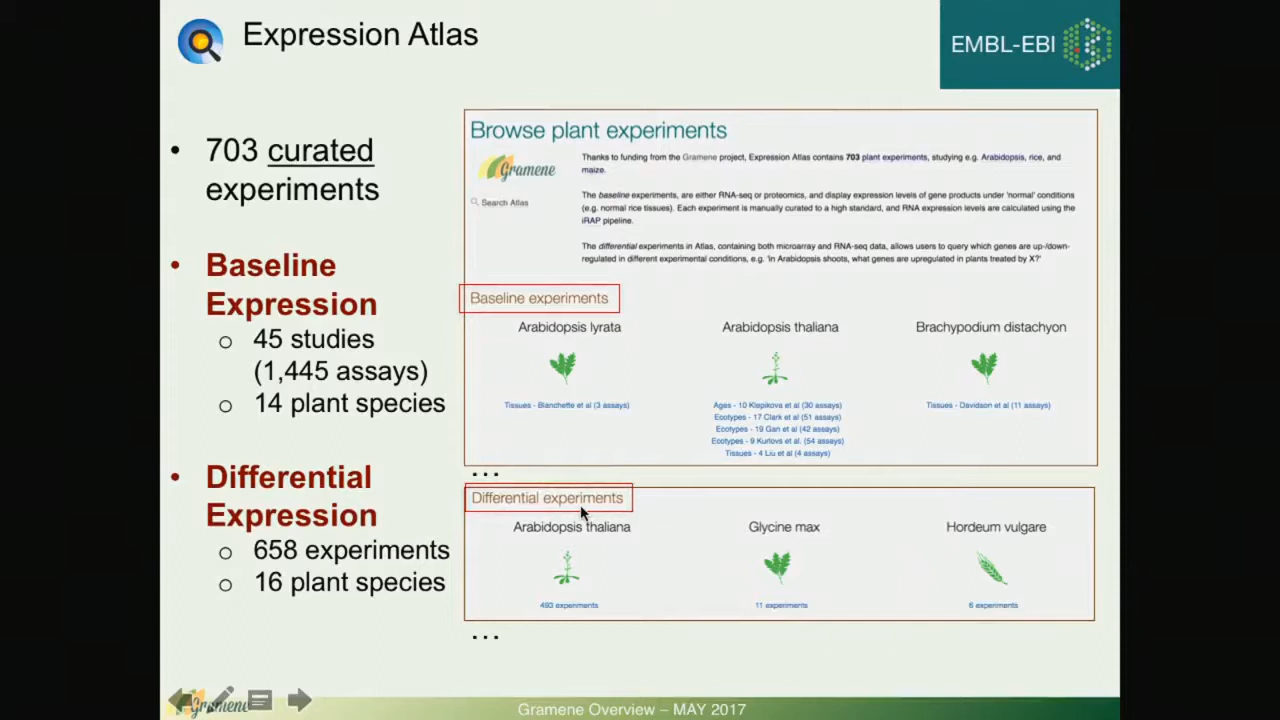 Expression Atlas
EMBL-EBI
• 703 curated
experiments
• Baseline
Expression
o 45 studies
(1,445 assays)
o 14 plant species
• Differential
Expression
o 658 experiments
o 16 plant species
Browse plant experiments
Gramene
Search Atlas
Thanks to funding from the Gramene project, Expression Atlas contains 703 plant experiments, studying e.g. Arabidopsis, rice, and
maize.
The baseline experiments, are either RNA-seq or proteomics, and display expression levels of gene products under 'normal' conditions
(e.g. normal rice tissues). Each experiment is manually curated to a high standard, and RNA expression levels are calculated using the
iRAP pipeline.
The differential experiments in Atlas, containing both microarray and RNA-seq data, allows users to query which genes are up-/down-
regulated in different experimental conditions, e.g. 'in Arabidopsis shoots, what genes are upregulated in plants treated by X?'
Baseline experiments
Arabidopsis lyrata
Tissues - Blanchette et al (3 assays)
Arabidopsis thaliana
Ages - 10 Klepikova et al (30 assays)
Ecotypes - 17 Clark et al (51 assays)
Ecotypes - 19 Gan et al (42 assays)
Ecotypes - 9 Kurlovs et al. (54 assays)
Tissues - 4 Liu et al (4 assays)
Brachypodium distachyon
Tissues - Davidson et al (11 assays)
...
Differential experiments
Arabidopsis thaliana
493 experiments
Glycine max
11 experiments
Hordeum vulgare
6 experiments
...
Gramene
Gramene Overview – MAY 2017